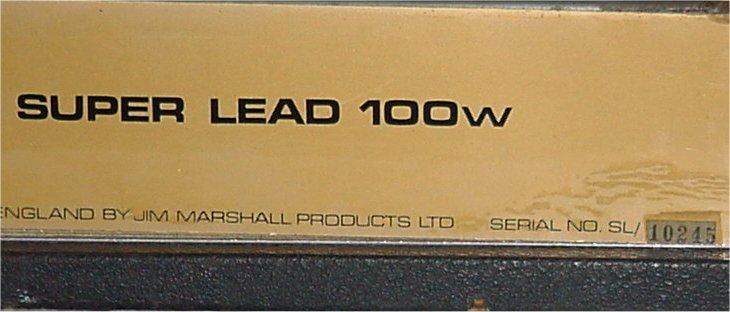 SUPER LEAD 100W
ENGLAND BY JIM MARSHALL PRODUCTS LTD SERIAL NO. SL/ 10245